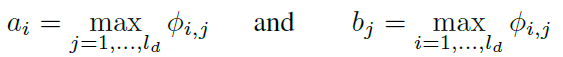 a_i = max_{j=1,...,l_d} ϕ_{i,j} and b_j = max_{i=1,...,l_d} ϕ_{i,j}